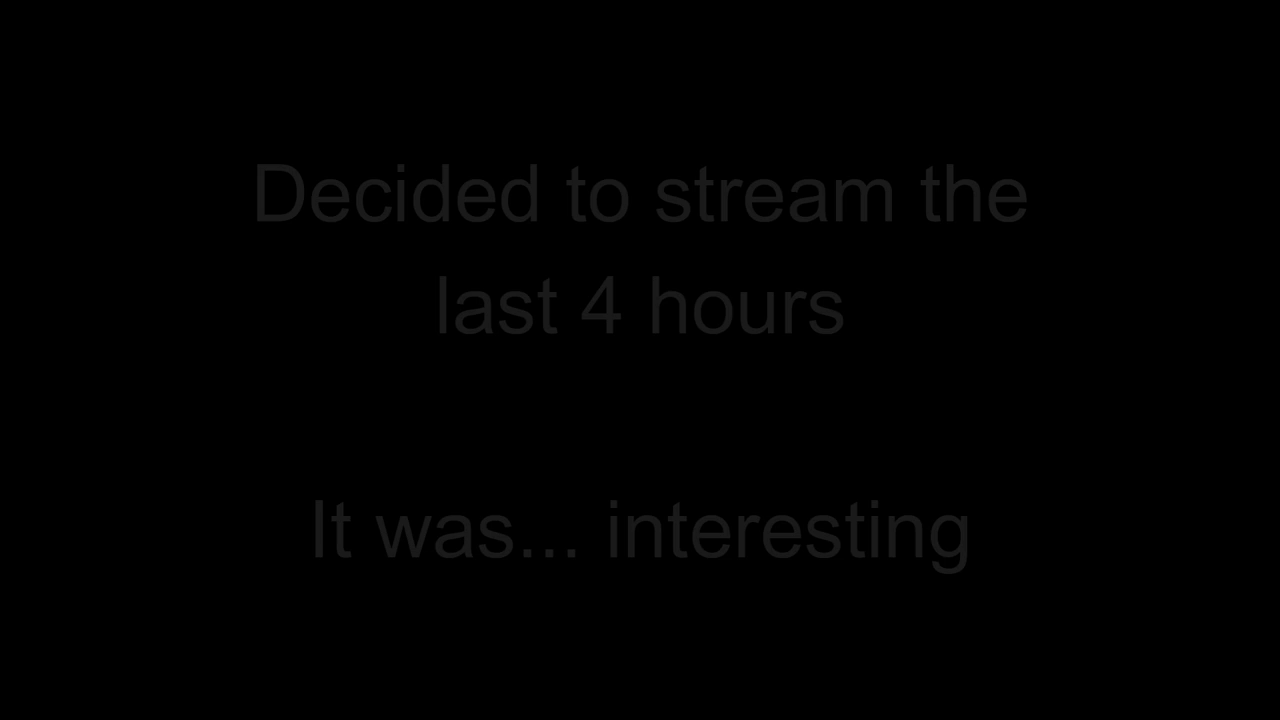 Decided to stream the
last 4 hours
It was... interesting